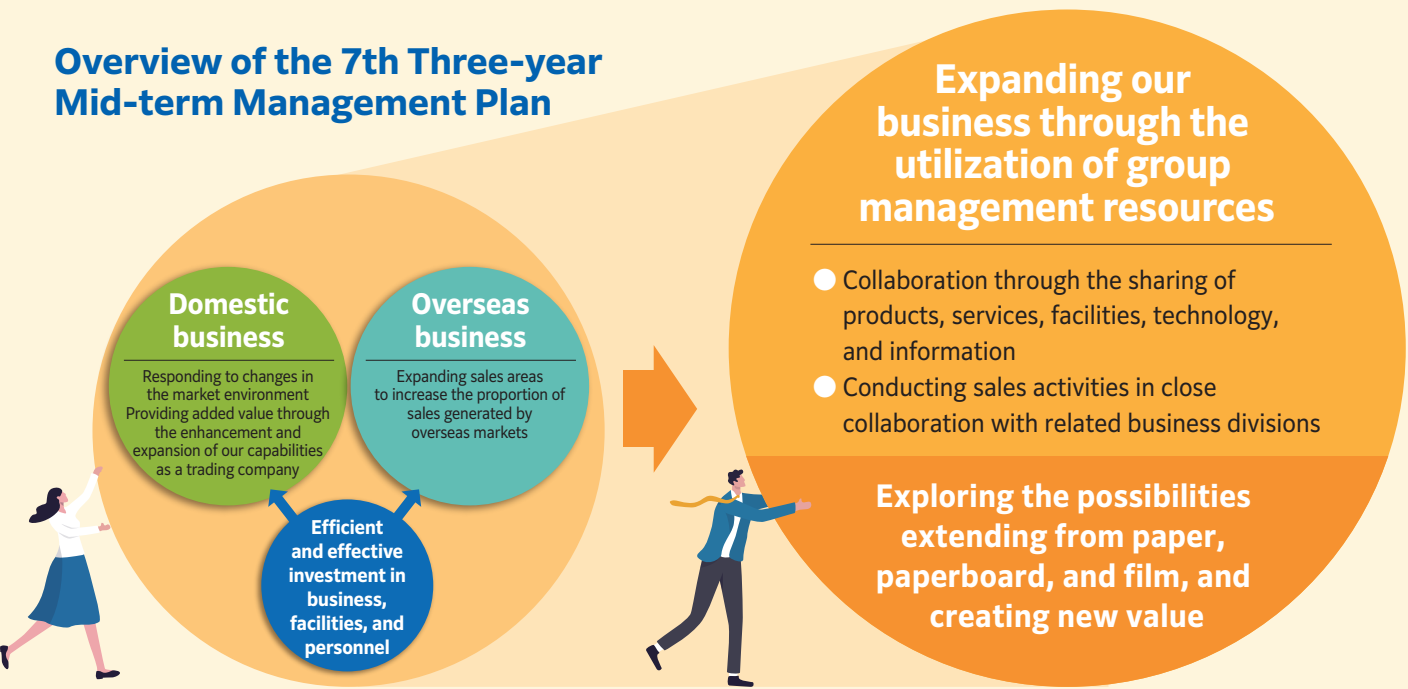 Overview of the 7th Three-year
Mid-term Management Plan
Domestic
business
Responding to changes in
the market environment
Providing added value through
the enhancement and
expansion of our capabilities
as a trading company
Overseas
business
Expanding sales areas
to increase the proportion of
sales generated by
overseas markets
Efficient
and effective
investment in
business,
facilities, and
personnel
Expanding our
business through the
utilization of group
management resources
Collaboration through the sharing of
products, services, facilities, technology,
and information
Conducting sales activities in close
collaboration with related business divisions
Exploring the possibilities
extending from paper,
paperboard, and film, and
creating new value